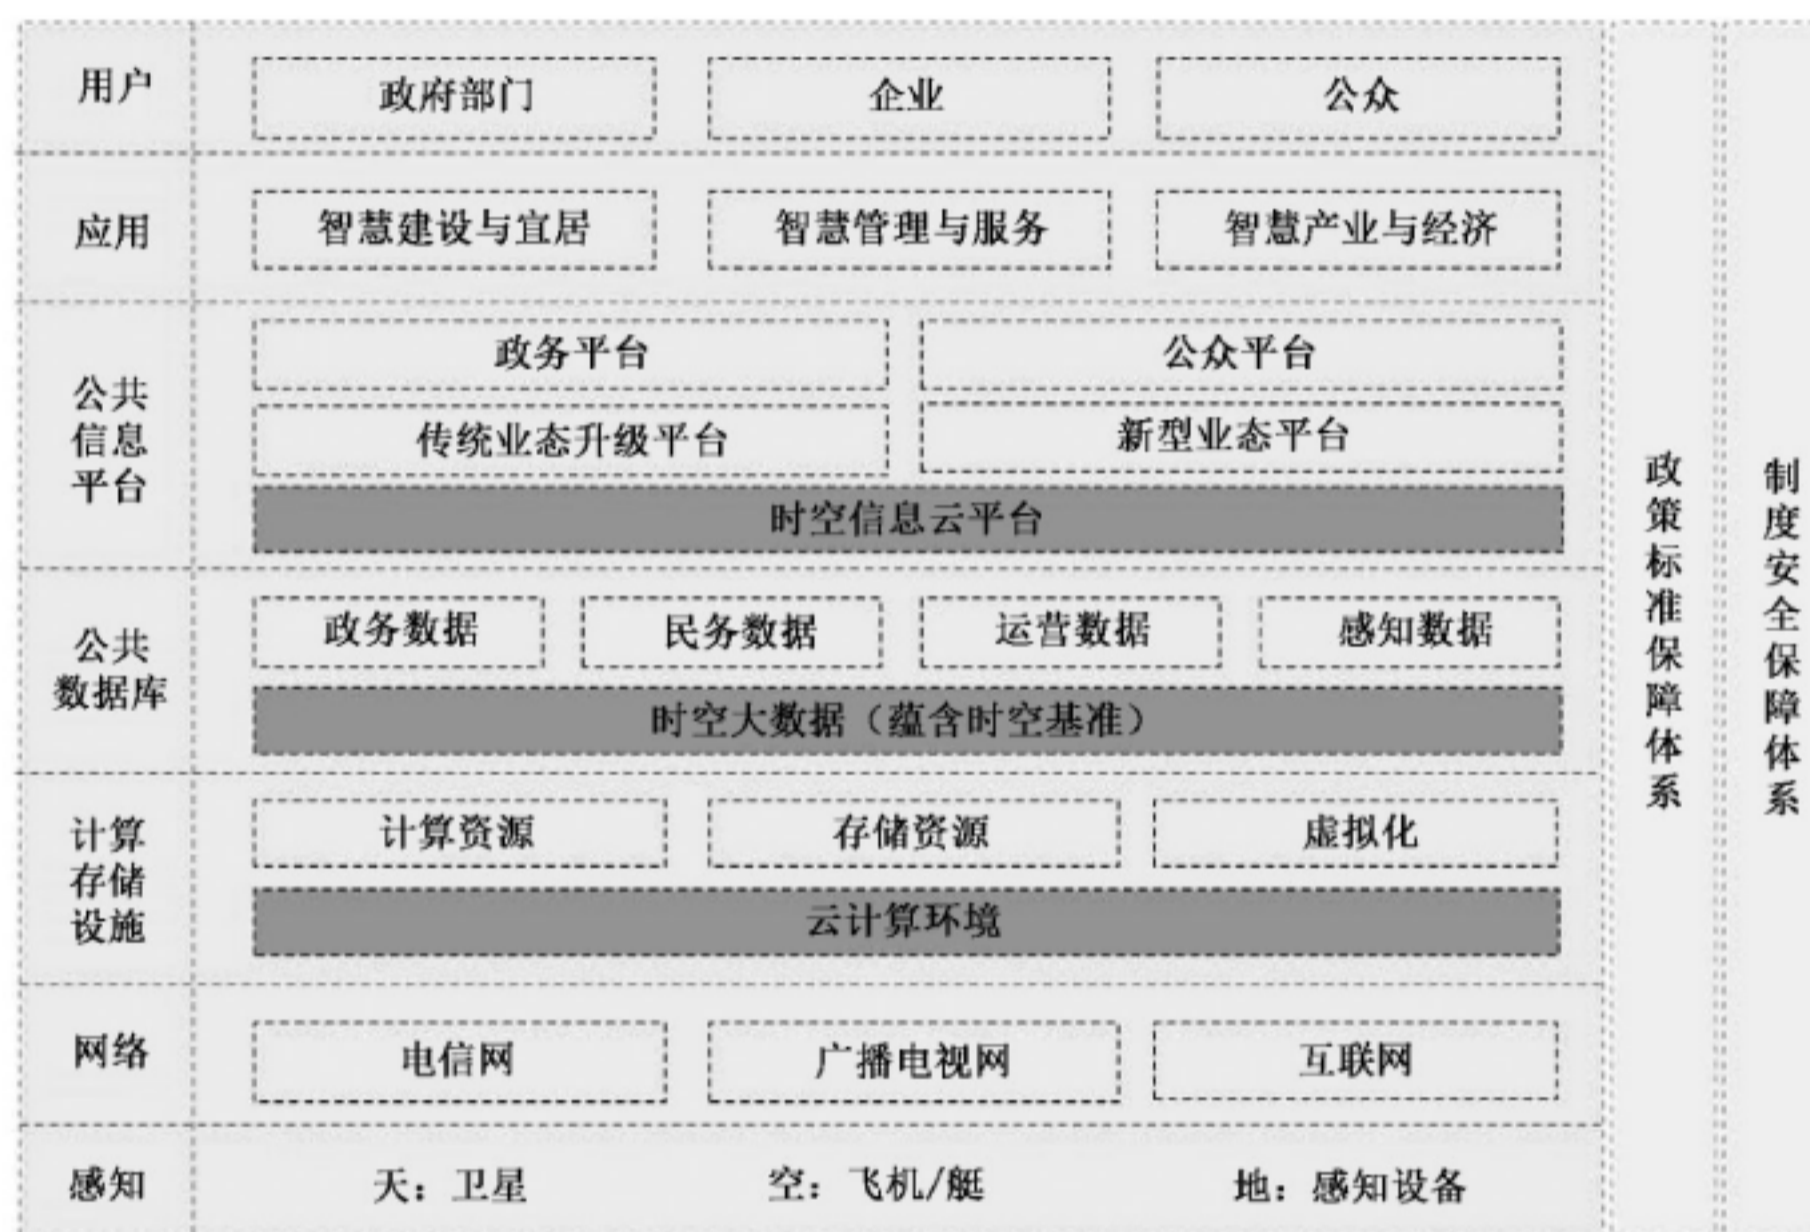 用户
政府部门
企业
公众
应用
智慧建设与宜居
智慧管理与服务
智慧产业与经济
公共
信息
平台
政务平台
公众平台
传统业态升级平台
新型业态平台
时空信息云平台
公共
数据库
政务数据
民务数据
运营数据
感知数据
时空大数据（蕴含时空基准）
计算
存储
设施
计算资源
存储资源
虚拟化
云计算环境
网络
电信网
广播电视网
互联网
感知
天：卫星
空：飞机/艇
地：感知设备
政策标准保障体系
制度安全保障体系